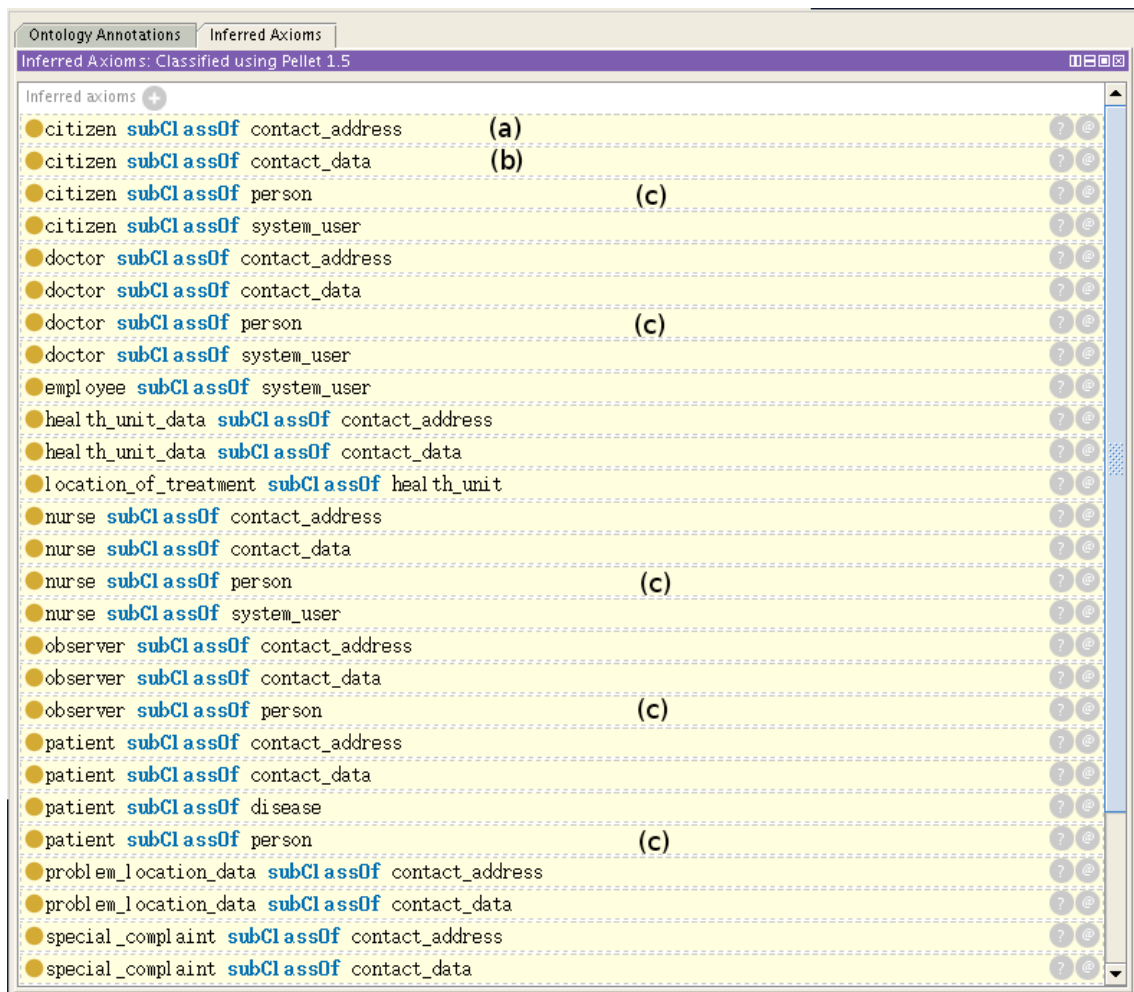 Ontology Annotations Inferred Axioms
Inferred Axioms: Classified using Pellet 1.5
Inferred axioms
citizen subClassOf contact_address (a)
citizen subClassOf contact_data (b)
citizen subClassOf person (c)
citizen subClassOf system_user
doctor subClassOf contact_address
doctor subClassOf contact_data
doctor subClassOf person (c)
doctor subClassOf system_user
employee subClassOf system_user
health_unit_data subClassOf contact_address
health_unit_data subClassOf contact_data
location_of_treatment subClassOf health_unit
nurse subClassOf contact_address
nurse subClassOf contact_data
nurse subClassOf person (c)
nurse subClassOf system_user
observer subClassOf contact_address
observer subClassOf contact_data
observer subClassOf person (c)
patient subClassOf contact_address
patient subClassOf contact_data
patient subClassOf disease
patient subClassOf person (c)
problem_location_data subClassOf contact_address
problem_location_data subClassOf contact_data
special_complaint subClassOf contact_address
special_complaint subClassOf contact_data